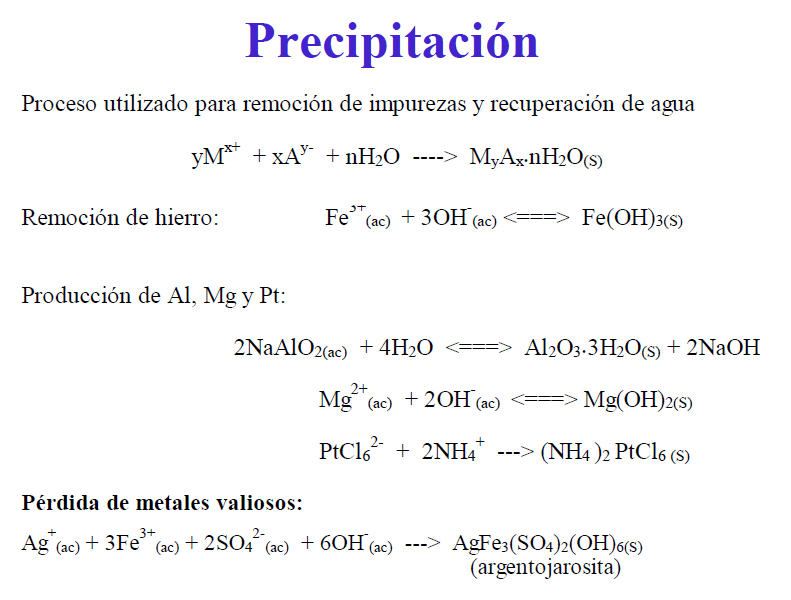 Precipitación
Proceso utilizado para remoción de impurezas y recuperación de agua
yMˣ⁺ + xAʸ⁻ + nH₂O ----> MyAx.nH₂O(S)
Remoción de hierro: Fe³⁺(ac) + 3OH⁻(ac) <===> Fe(OH)₃(S)
Producción de Al, Mg y Pt:
2NaAlO₂(ac) + 4H₂O <===> Al₂O₃.3H₂O(S) + 2NaOH
Mg²⁺(ac) + 2OH⁻(ac) <===> Mg(OH)₂(S)
PtCl₆²⁻ + 2NH₄⁺ ---> (NH₄ )₂ PtCl₆ (S)
Pérdida de metales valiosos:
Ag⁺(ac) + 3Fe³⁺(ac) + 2SO₄²⁻(ac) + 6OH⁻(ac) ---> AgFe₃(SO₄)₂(OH)₆(S)
(argentojarosita)